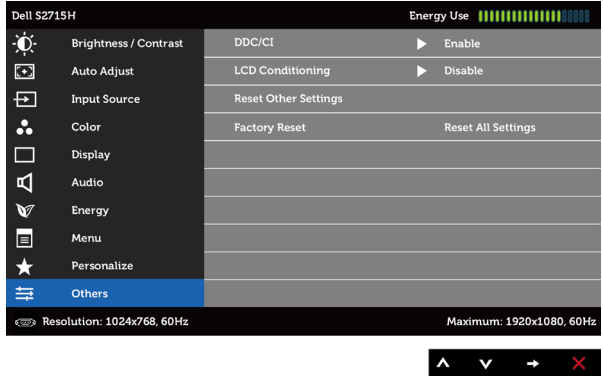 Dell S2715H Energy Use
Brightness / Contrast DDC/CI Enable
Auto Adjust LCD Conditioning Disable
Input Source Reset Other Settings
Color Factory Reset Reset All Settings
Display
Audio
Energy
Menu
Personalize
Others
Resolution: 1024x768, 60Hz Maximum: 1920x1080, 60Hz